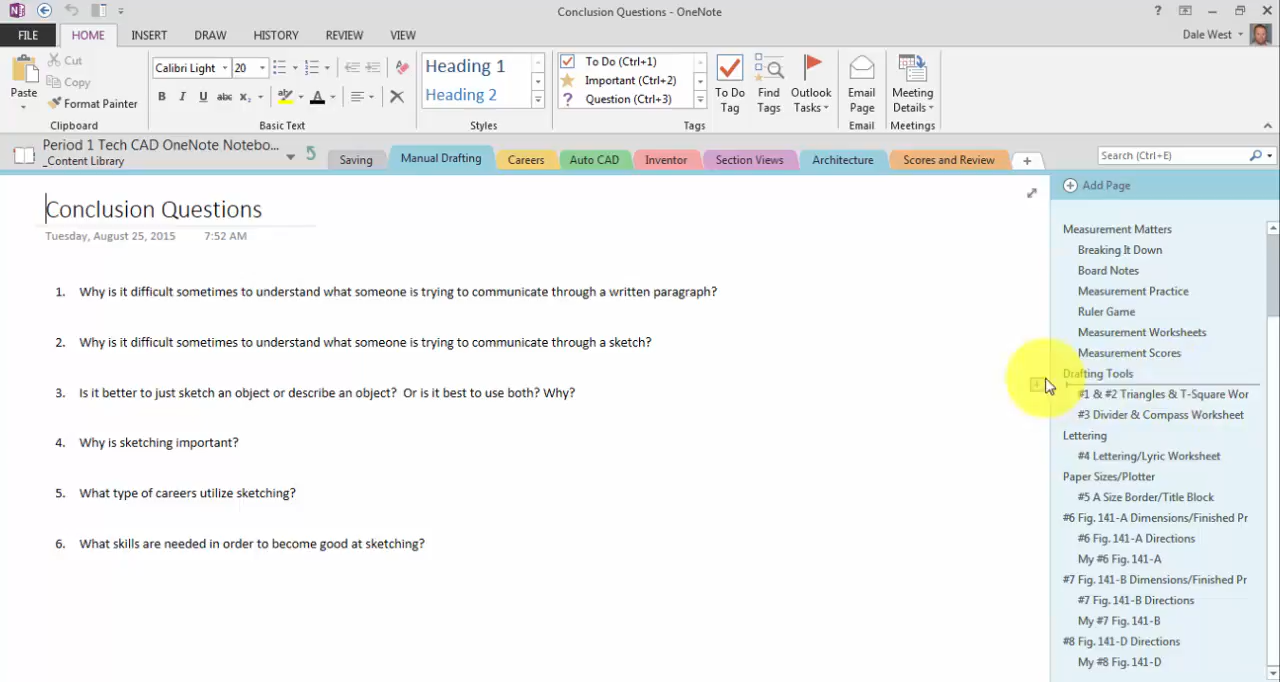 Conclusion Questions - OneNote
?
Dale West
FILE
HOME
INSERT
DRAW
HISTORY
REVIEW
VIEW
Paste
Cut
Copy
Format Painter
Clipboard
Calibri Light
20
B I U abc X₂ A
Basic Text
Heading 1
Heading 2
Styles
To Do (Ctrl+1)
Important (Ctrl+2)
? Question (Ctrl+3)
To Do
Tag
Find
Tags
Outlook
Tasks
Tags
Email
Page
Email
Meeting
Details
Meetings
Period 1 Tech CAD OneNote Notebo...
_Content Library
Saving
Manual Drafting
Careers
Auto CAD
Inventor
Section Views
Architecture
Scores and Review
Search (Ctrl+E)
Conclusion Questions
Tuesday, August 25, 2015 7:52 AM
1. Why is it difficult sometimes to understand what someone is trying to communicate through a written paragraph?
2. Why is it difficult sometimes to understand what someone is trying to communicate through a sketch?
3. Is it better to just sketch an object or describe an object? Or is it best to use both? Why?
4. Why is sketching important?
5. What type of careers utilize sketching?
6. What skills are needed in order to become good at sketching?
Add Page
Measurement Matters
Breaking It Down
Board Notes
Measurement Practice
Ruler Game
Measurement Worksheets
Measurement Scores
Drafting Tools
#1 & #2 Triangles & T-Square Wor
#3 Divider & Compass Worksheet
Lettering
#4 Lettering/Lyric Worksheet
Paper Sizes/Plotter
#5 A Size Border/Title Block
#6 Fig. 141-A Dimensions/Finished Pr
#6 Fig. 141-A Directions
My #6 Fig. 141-A
#7 Fig. 141-B Dimensions/Finished Pr
#7 Fig. 141-B Directions
My #7 Fig. 141-B
#8 Fig. 141-D Directions
My #8 Fig. 141-D